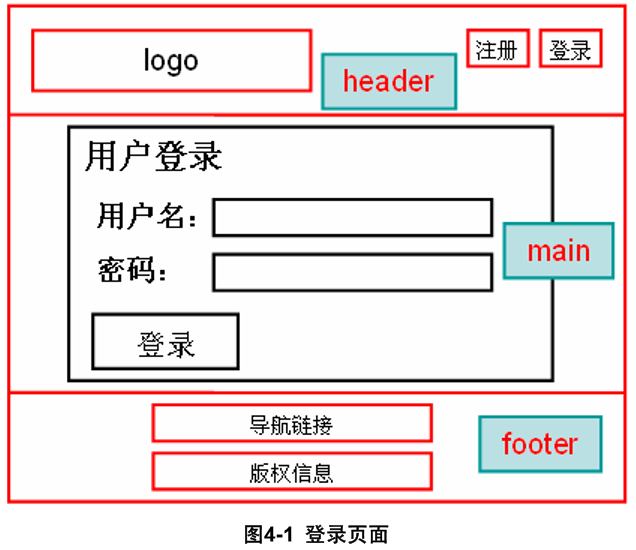 logo
header
注册
登录
用户登录
用户名：
密码：
main
登录
导航链接
版权信息
footer
图4-1 登录页面